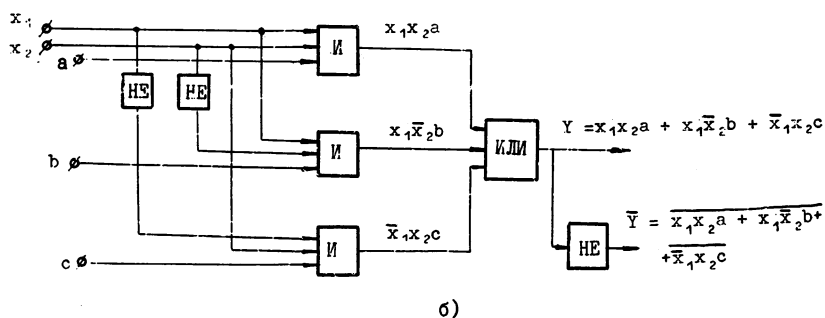 x₁
x₂
a
НЕ
НЕ
И
x₁x₂a
b
И
x₁x̅₂b
ИЛИ
Y =x₁x₂a + x₁x̅₂b + x̅₁x₂c
c
И
x̅₁x₂c
НЕ
Y̅ = x₁x₂a + x₁x̅₂b+
+x̅₁x₂c
б)